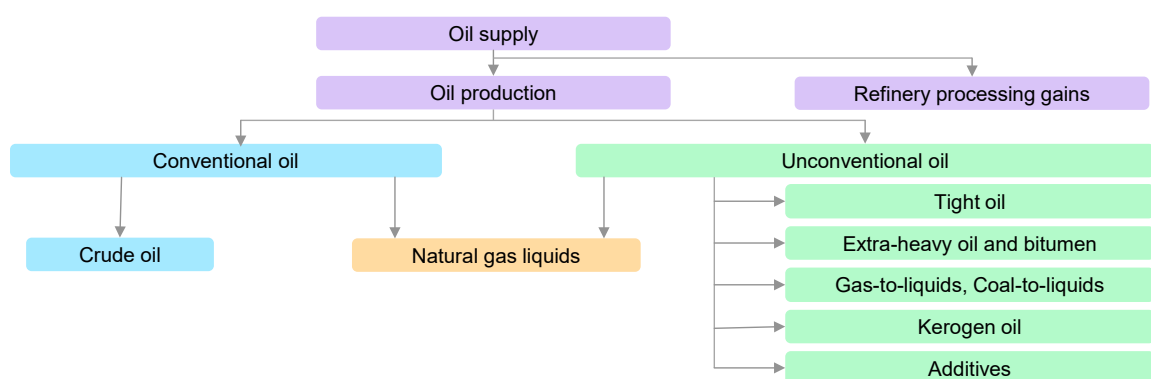 Oil supply
Oil production
Refinery processing gains
Conventional oil
Unconventional oil
Tight oil
Crude oil
Natural gas liquids
Extra-heavy oil and bitumen
Gas-to-liquids, Coal-to-liquids
Kerogen oil
Additives